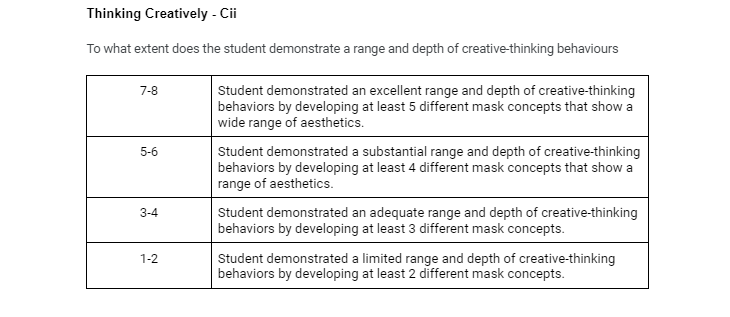 Thinking Creatively - Cii
To what extent does the student demonstrate a range and depth of creative-thinking behaviours
7-8
Student demonstrated an excellent range and depth of creative-thinking
behaviors by developing at least 5 different mask concepts that show a
wide range of aesthetics.
5-6
Student demonstrated a substantial range and depth of creative-thinking
behaviors by developing at least 4 different mask concepts that show a
range of aesthetics.
3-4
Student demonstrated an adequate range and depth of creative-thinking
behaviors by developing at least 3 different mask concepts.
1-2
Student demonstrated a limited range and depth of creative-thinking
behaviors by developing at least 2 different mask concepts.